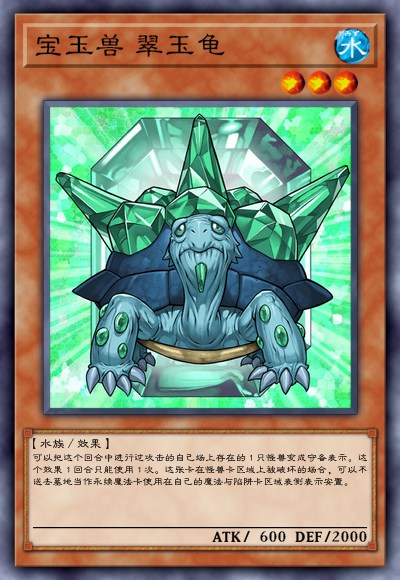 宝玉兽 翠玉龟
水
【水族／效果】
可以把这个回合中进行过攻击的自己场上存在的1只怪兽变成守备表示。这
个效果1回合只能使用1次。这张卡在怪兽卡区域上被破坏的场合，可以不
送去墓地当作永续魔法卡使用在自己的魔法与陷阱卡区域表侧表示安置。
ATK/ 600 DEF/2000